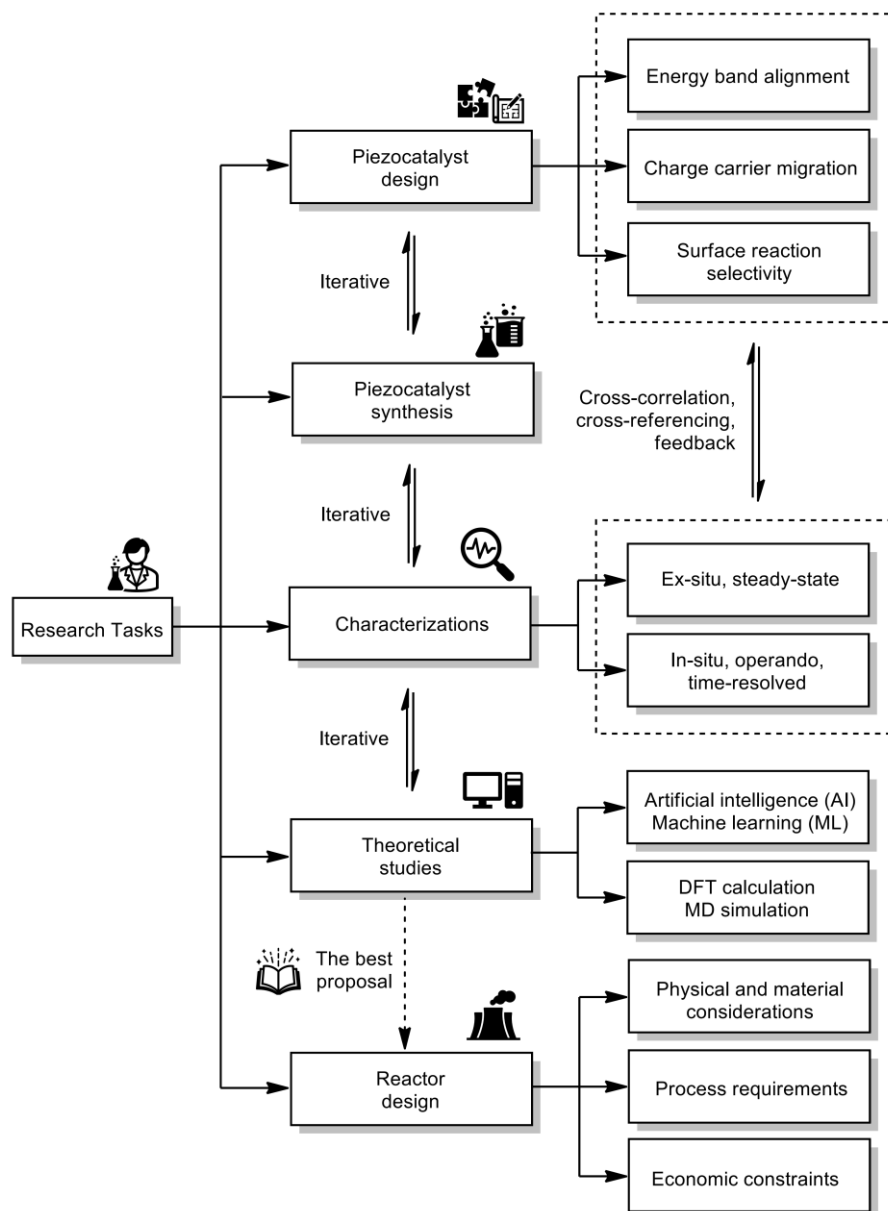 Energy band alignment
Piezocatalyst
design
Charge carrier migration
Surface reaction
selectivity
Iterative
Piezocatalyst
synthesis
Cross-correlation,
cross-referencing,
feedback
Iterative
Research Tasks
Characterizations
Ex-situ, steady-state
In-situ, operando,
time-resolved
Iterative
Theoretical
studies
Artificial intelligence (AI)
Machine learning (ML)
DFT calculation
MD simulation
The best
proposal
Reactor
design
Physical and material
considerations
Process requirements
Economic constraints